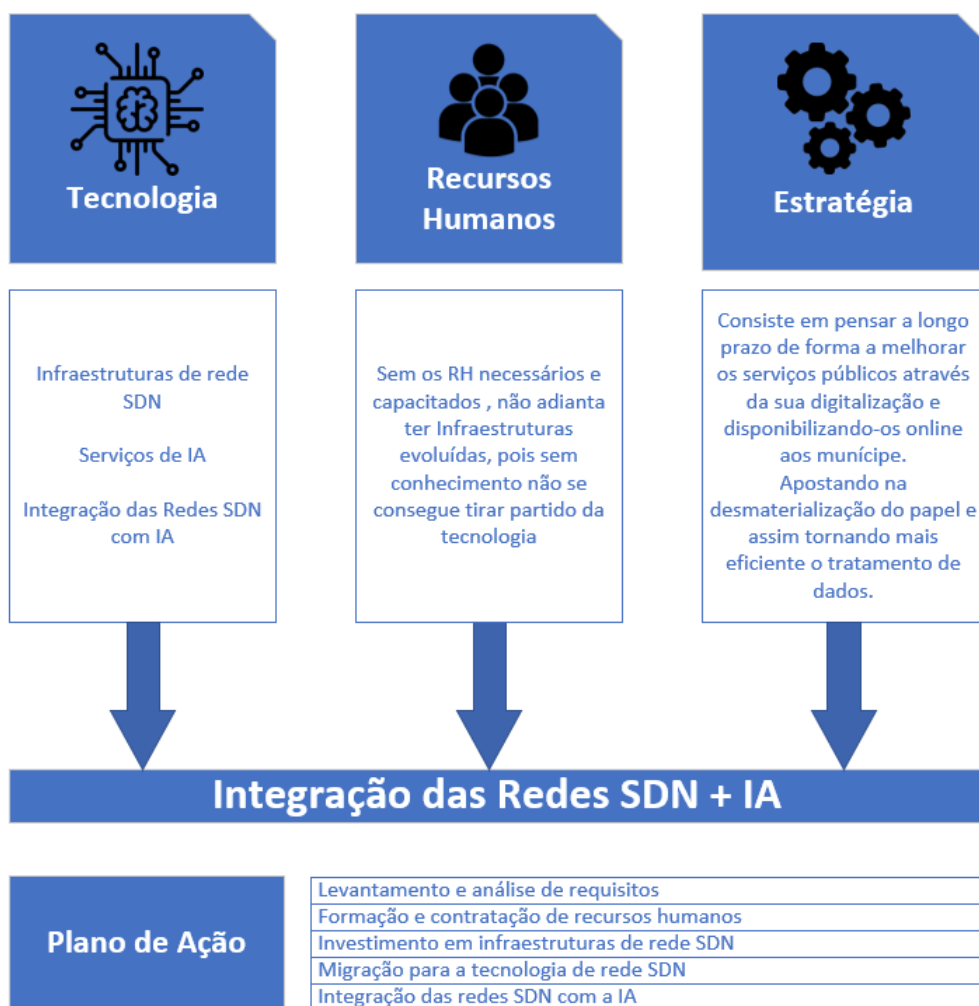 Tecnologia
Recursos
Humanos
Estratégia
Infraestruturas de rede
SDN
Serviços de IA
Integração das Redes SDN
com IA
Sem os RH necessários e
capacitados , não adianta
ter Infraestruturas
evoluídas, pois sem
conhecimento não se
consegue tirar partido da
tecnologia
Consiste em pensar a longo
prazo de forma a melhorar
os serviços públicos através
da sua digitalização e
disponibilizando-os online
aos munícipe.
Apostando na
desmaterialização do papel e
assim tornando mais
eficiente o tratamento de
dados.
Integração das Redes SDN + IA
Plano de Ação
Levantamento e análise de requisitos
Formação e contratação de recursos humanos
Investimento em infraestruturas de rede SDN
Migração para a tecnologia de rede SDN
Integração das redes SDN com a IA